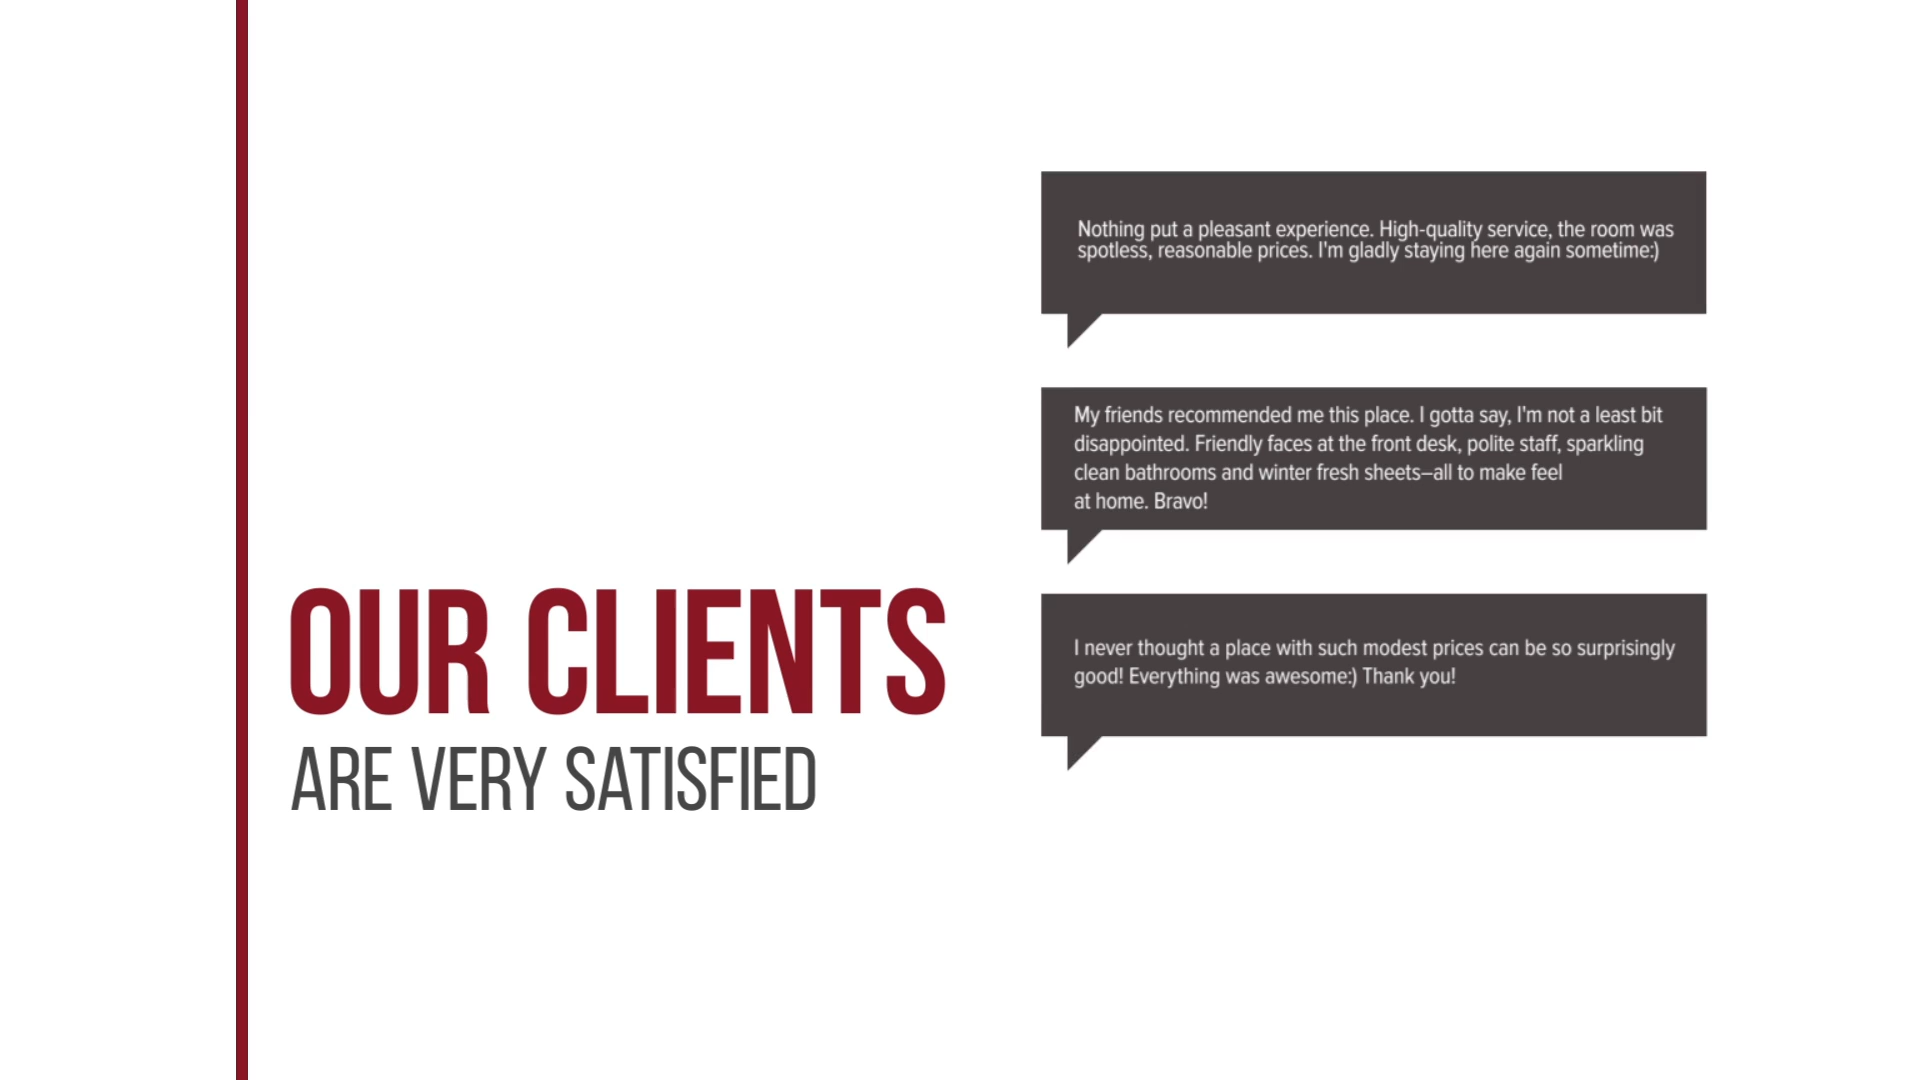 OUR CLIENTS
ARE VERY SATISFIED
Nothing put a pleasant experience. High-quality service, the room was
spotless, reasonable prices. I'm gladly staying here again sometime:)
My friends recommended me this place. I gotta say, I'm not a least bit
disappointed. Friendly faces at the front desk, polite staff, sparkling
clean bathrooms and winter fresh sheets–all to make feel
at home. Bravo!
I never thought a place with such modest prices can be so surprisingly
good! Everything was awesome:) Thank you!